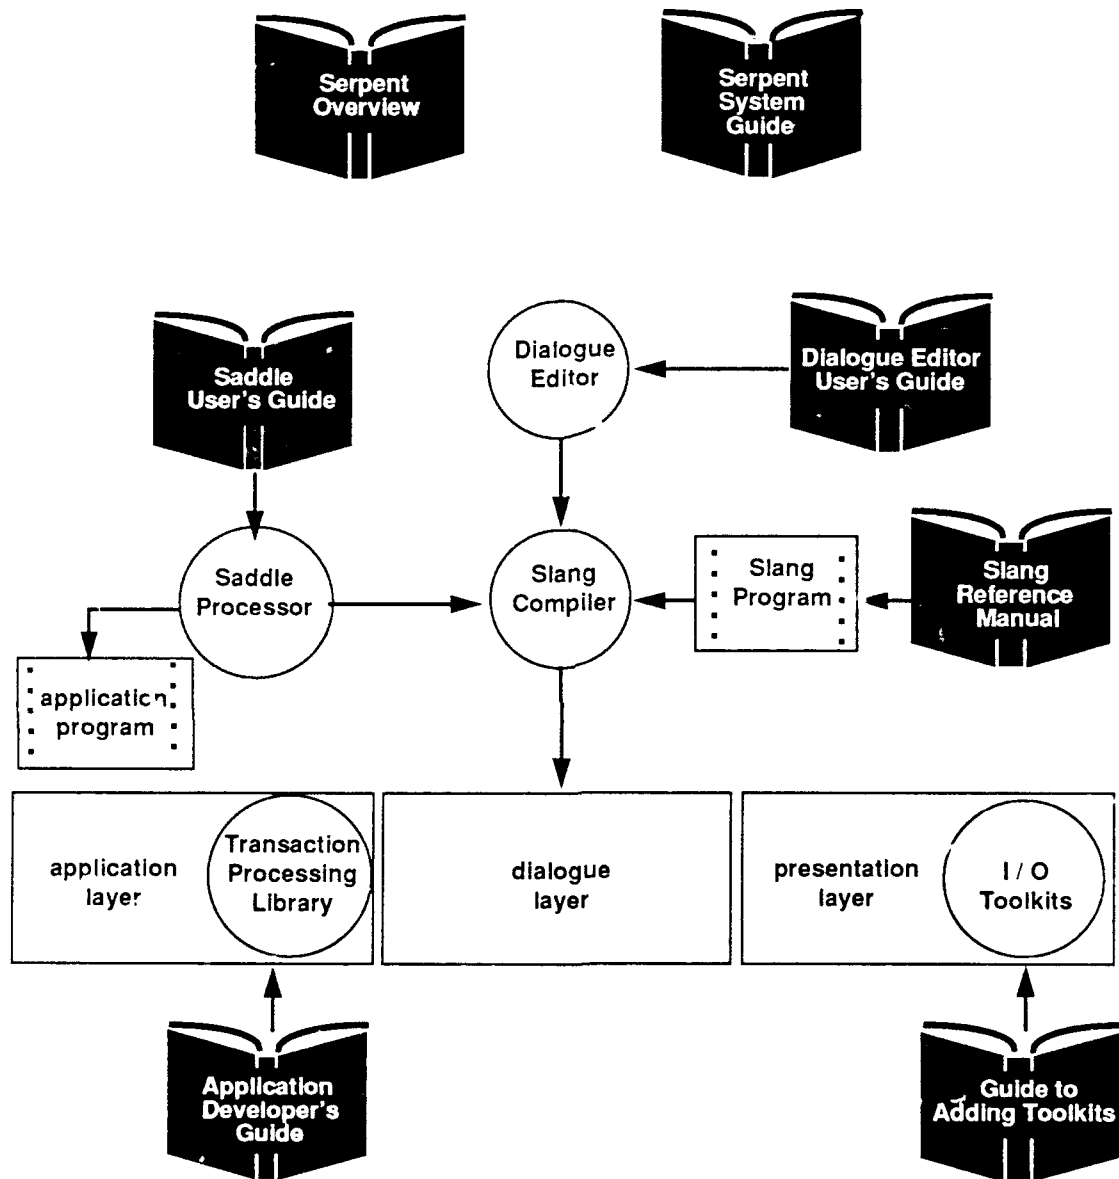 Serpent
Overview
Serpent
System
Guide
Saddle
User's Guide
Dialogue
Editor
Dialogue Editor
User's Guide
Saddle
Processor
Slang
Compiler
Slang
Program
Slang
Reference
Manual
application
program
application
layer
Transaction
Processing
Library
dialogue
layer
presentation
layer
I / O
Toolkits
Application
Developer's
Guide
Guide to
Adding Toolkits